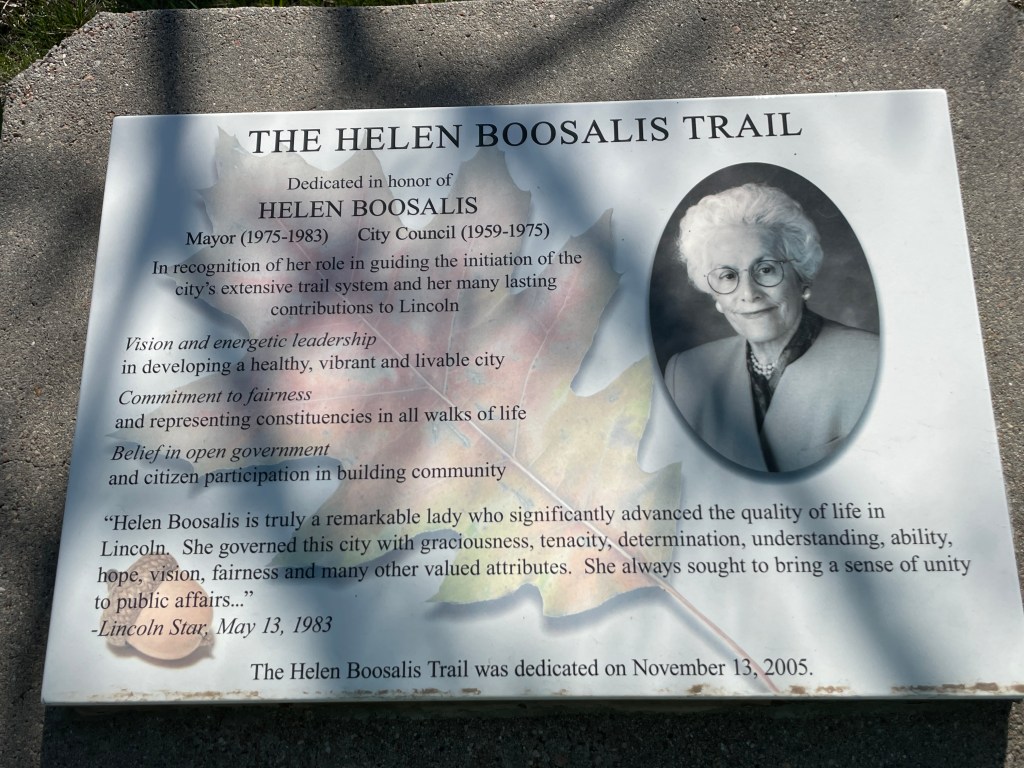 THE HELEN BOOSALIS TRAIL
Dedicated in honor of
HELEN BOOSALIS
Mayor (1975-1983) City Council (1959-1975)
In recognition of her role in guiding the initiation of the
city's extensive trail system and her many lasting
contributions to Lincoln
Vision and energetic leadership
in developing a healthy, vibrant and livable city
Commitment to fairness
and representing constituencies in all walks of life
Belief in open government
and citizen participation in building community
“Helen Boosalis is truly a remarkable lady who significantly advanced the quality of life in
Lincoln. She governed this city with graciousness, tenacity, determination, understanding, ability,
hope, vision, fairness and many other valued attributes. She always sought to bring a sense of unity
to public affairs...”
-Lincoln Star, May 13, 1983
The Helen Boosalis Trail was dedicated on November 13, 2005.